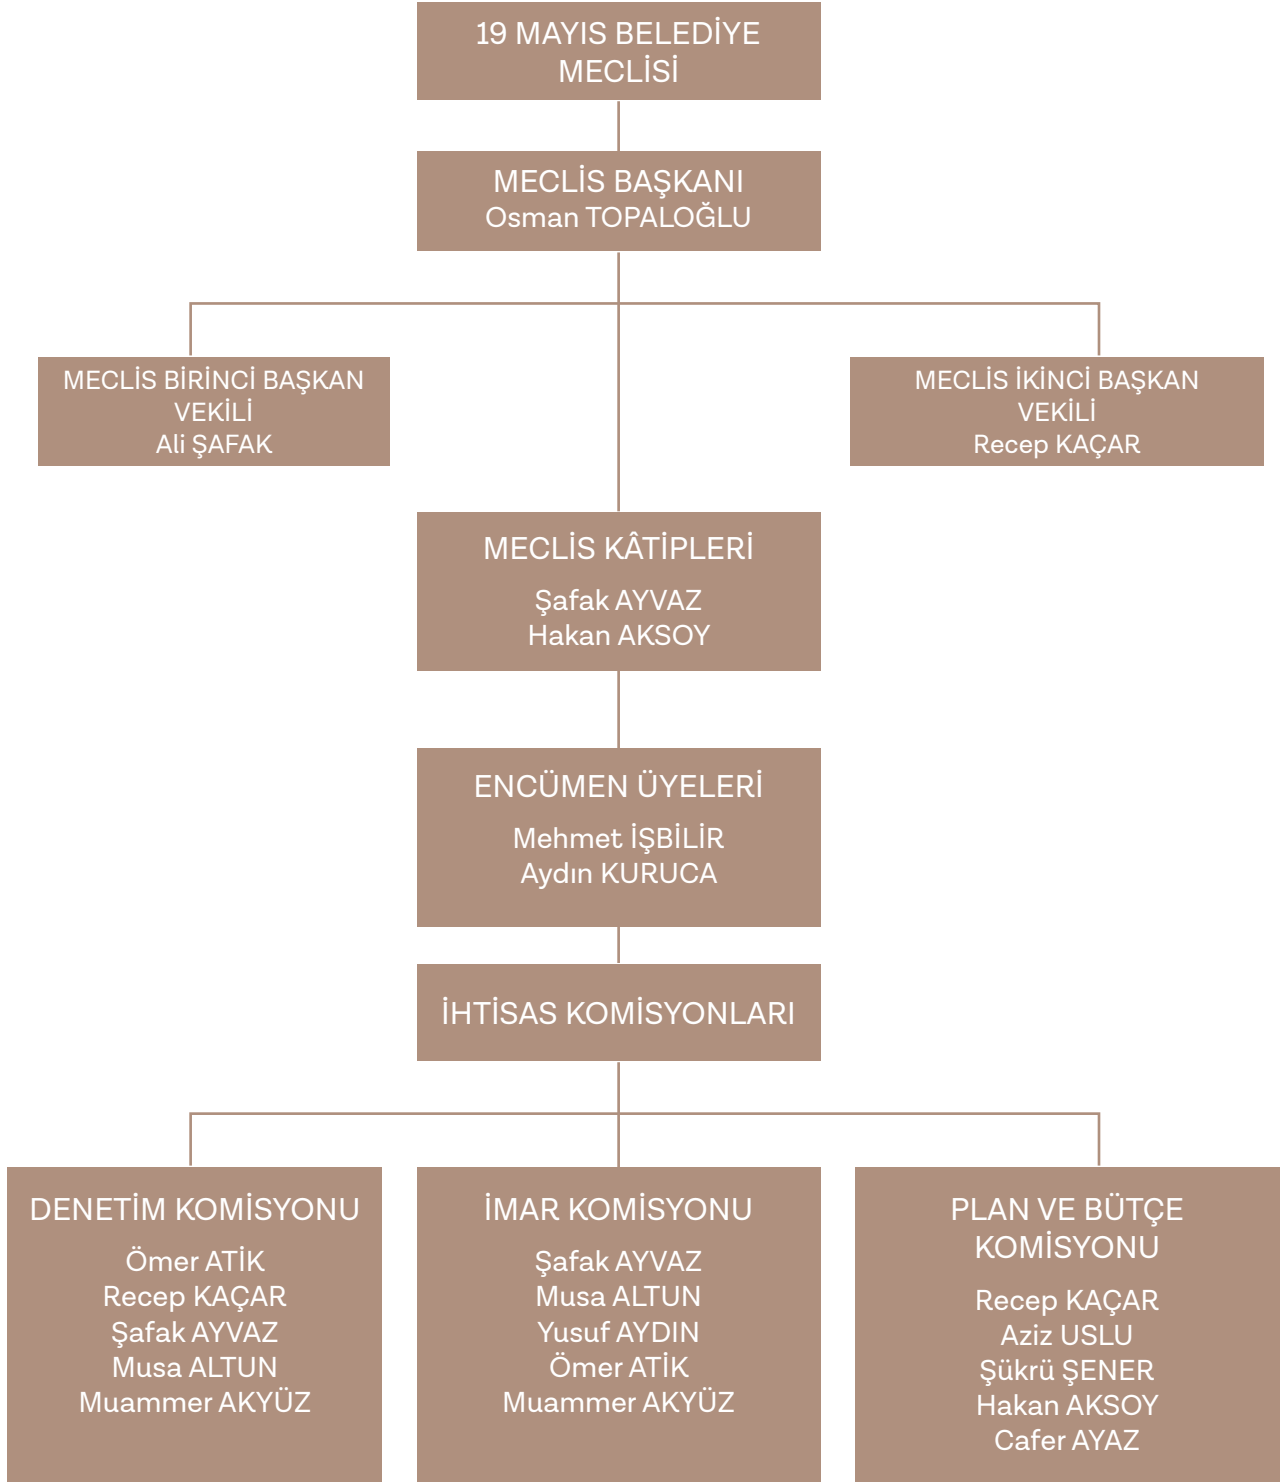 19 MAYIS BELEDİYE
MECLİSİ
MECLİS BAŞKANI
Osman TOPALOĞLU
MECLİS BİRİNCİ BAŞKAN
VEKİLİ
Ali ŞAFAK
MECLİS İKİNCİ BAŞKAN
VEKİLİ
Recep KAÇAR
MECLİS KÂTİPLERİ
Şafak AYVAZ
Hakan AKSOY
ENCÜMEN ÜYELERİ
Mehmet İŞBİLİR
Aydın KURUCA
İHTİSAS KOMİSYONLARI
DENETİM KOMİSYONU
Ömer ATİK
Recep KAÇAR
Şafak AYVAZ
Musa ALTUN
Muammer AKYÜZ
İMAR KOMİSYONU
Şafak AYVAZ
Musa ALTUN
Yusuf AYDIN
Ömer ATİK
Muammer AKYÜZ
PLAN VE BÜTÇE
KOMİSYONU
Recep KAÇAR
Aziz USLU
Şükrü ŞENER
Hakan AKSOY
Cafer AYAZ